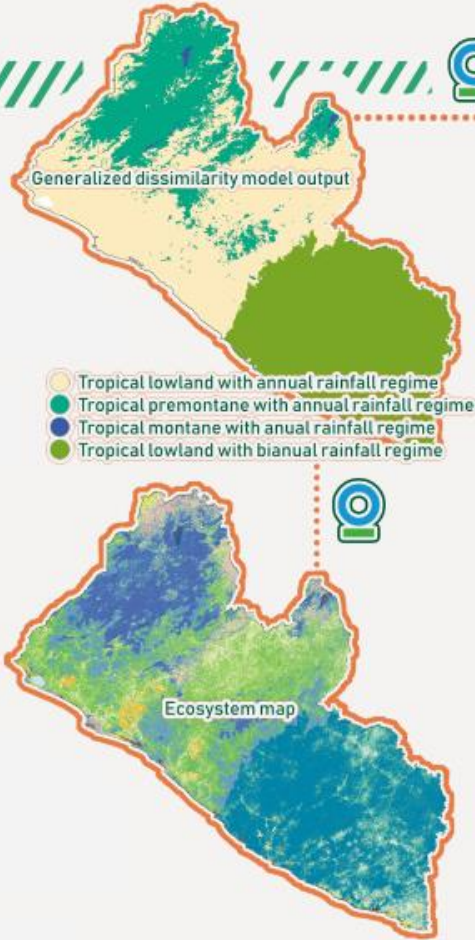 Generalized dissimilarity model output
Tropical lowland with annual rainfall regime
Tropical premontane with annual rainfall regime
Tropical montane with anual rainfall regime
Tropical lowland with bianual rainfall regime
Ecosystem map